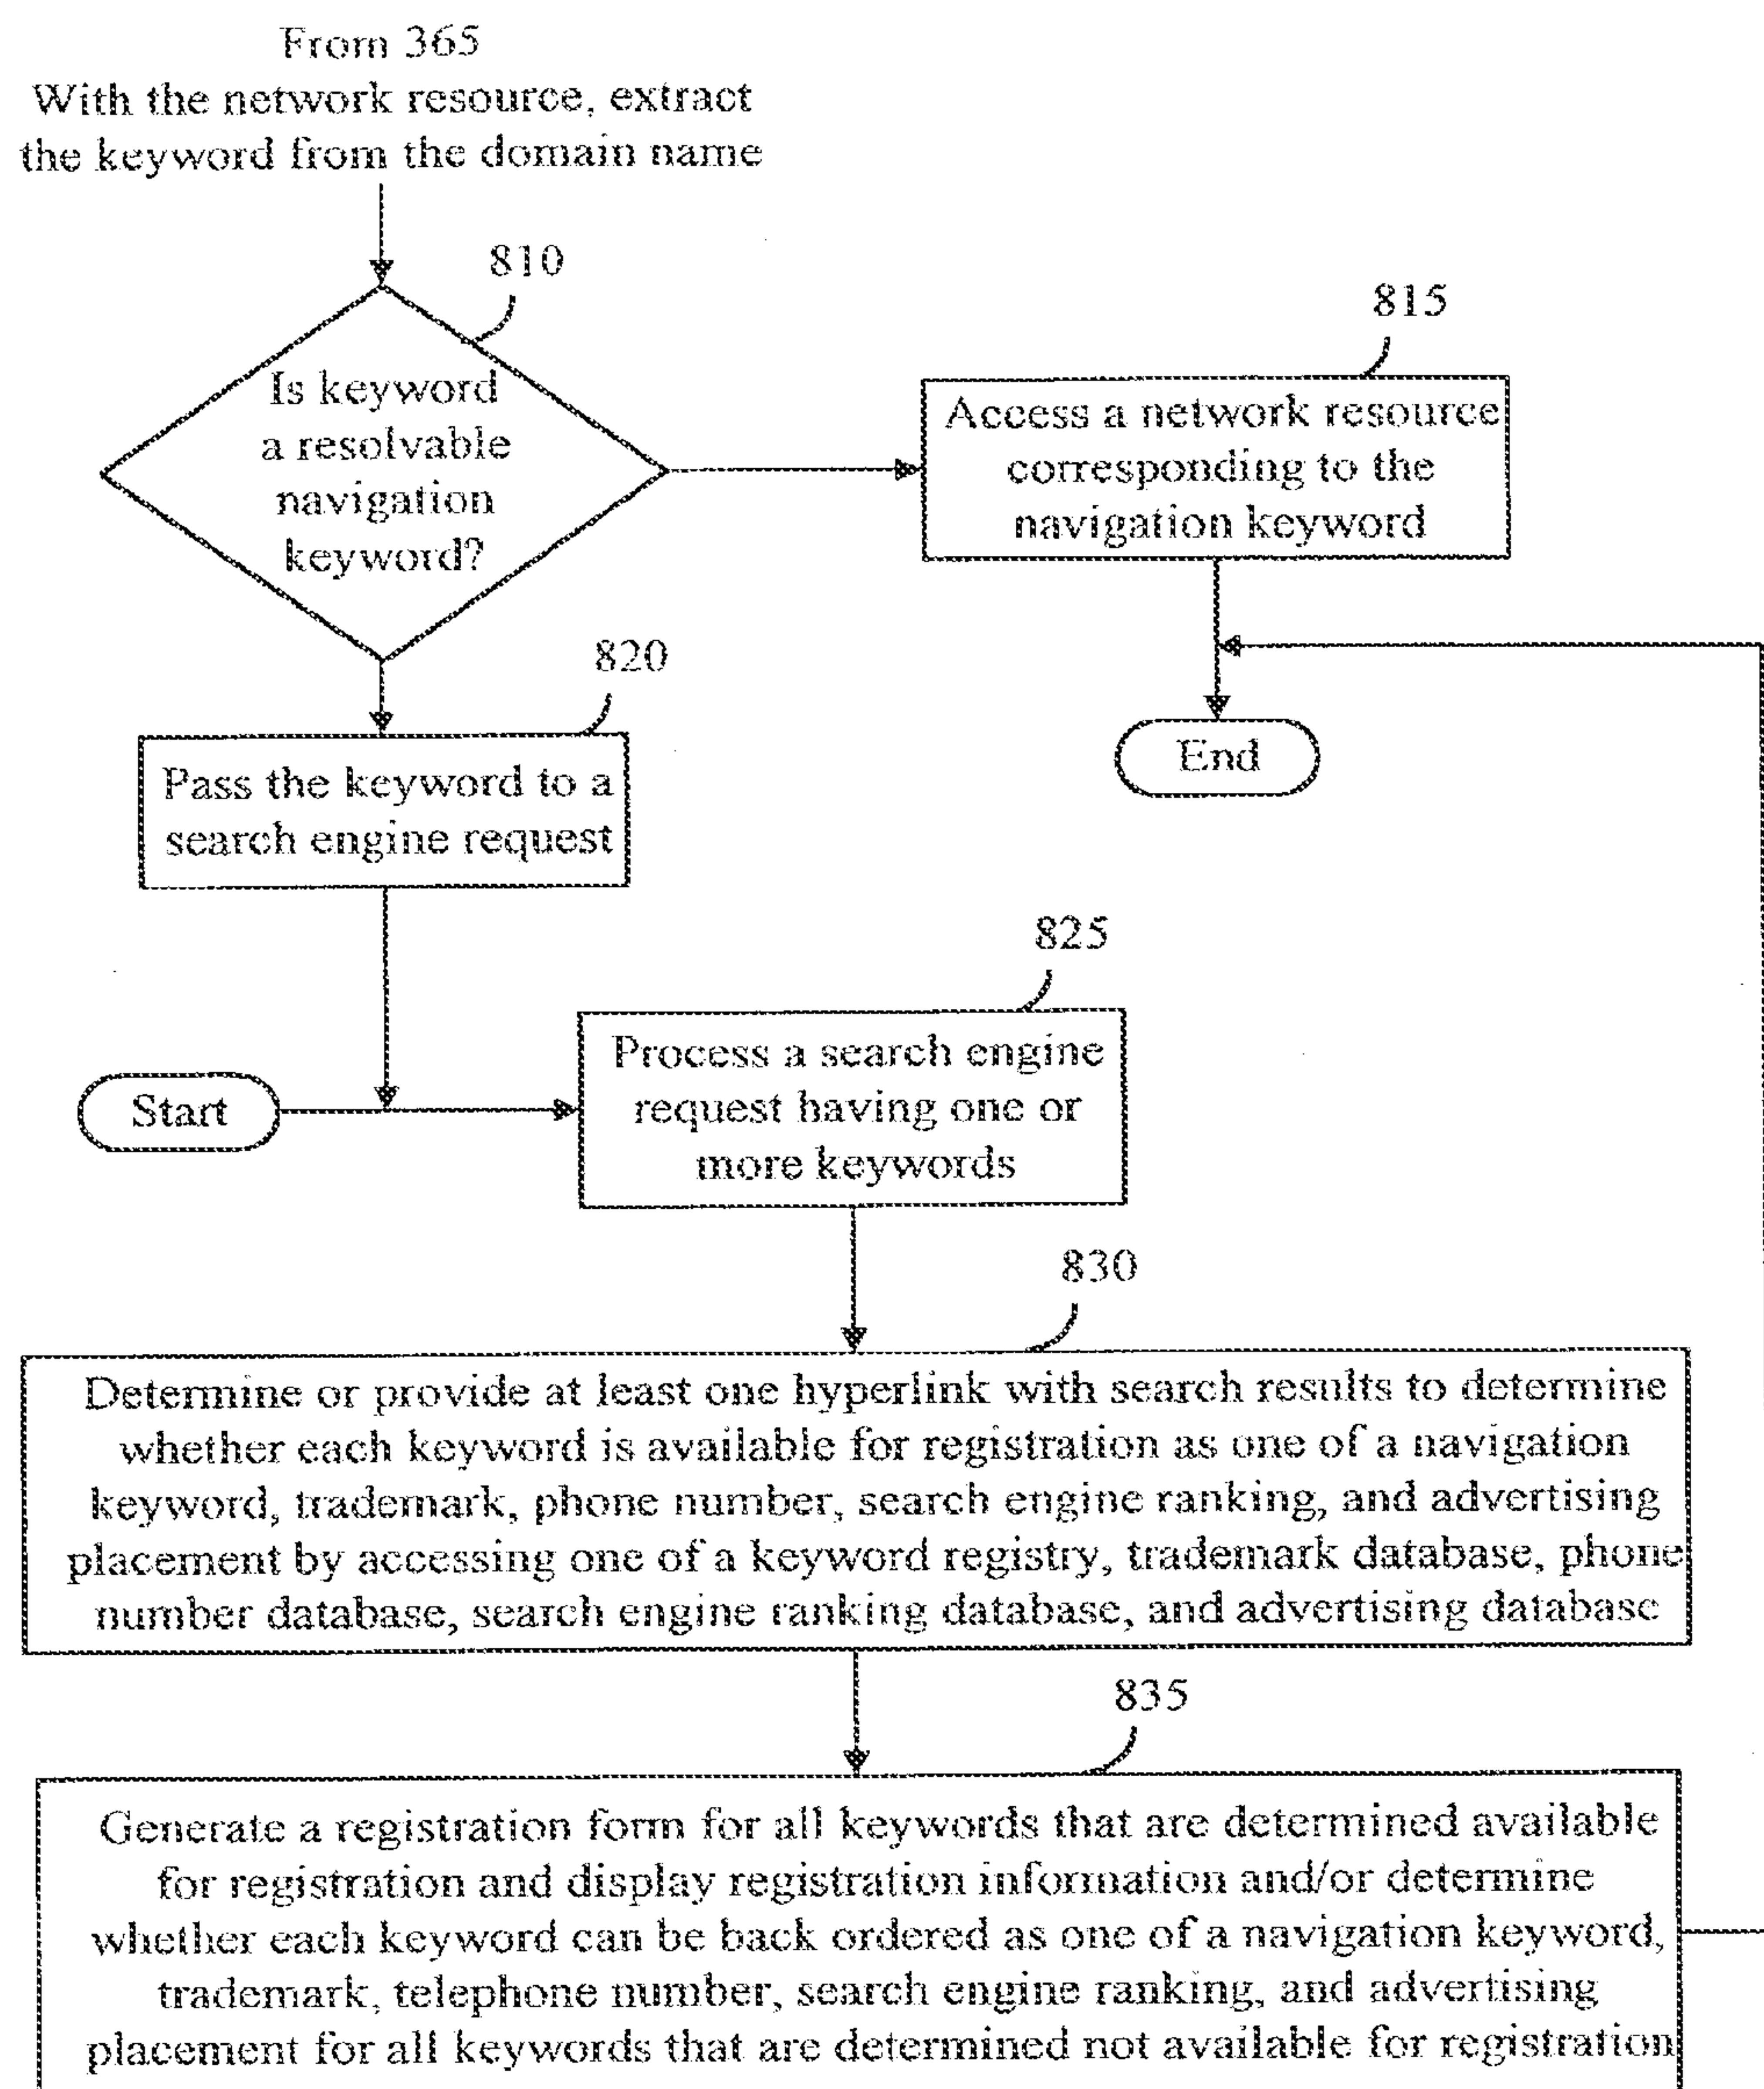 From 365
With the network resource, extract
the keyword from the domain name
810
Is keyword
a resolvable
navigation
keyword?
815
Access a network resource
corresponding to the
navigation keyword
820
Pass the keyword to a
search engine request
End
825
Process a search engine
request having one or
more keywords
Start
830
Determine or provide at least one hyperlink with search results to determine
whether each keyword is available for registration as one of a navigation
keyword, trademark, phone number, search engine ranking, and advertising
placement by accessing one of a keyword registry, trademark database, phone
number database, search engine ranking database, and advertising database
835
Generate a registration form for all keywords that are determined available
for registration and display registration information and/or determine
whether each keyword can be back ordered as one of a navigation keyword,
trademark, telephone number, search engine ranking, and advertising
placement for all keywords that are determined not available for registration